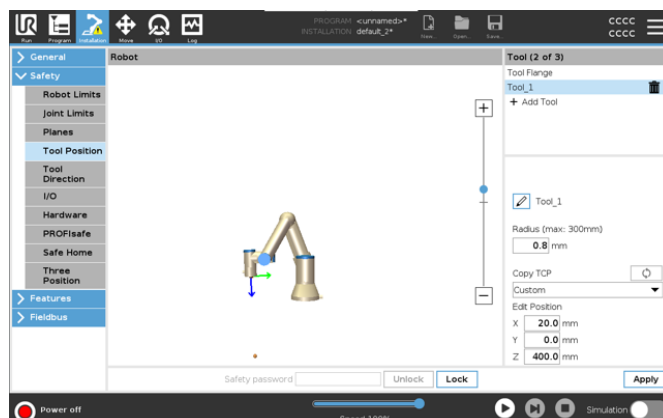 PROGRAM <unnamed>*
INSTALLATION default_2*
Run Program Installation Move I/O Log
New... Open... Save...
CCCC
CCCC
General
Safety
Robot Limits
Joint Limits
Planes
Tool Position
Tool
Direction
I/O
Hardware
PROFIsafe
Safe Home
Three
Position
Features
Fieldbus
Robot
Tool (2 of 3)
Tool Flange
Tool_1
+ Add Tool
Tool_1
Radius (max: 300mm)
0.8 mm
Copy TCP
Custom
Edit Position
X 20.0 mm
Y 0.0 mm
Z 400.0 mm
Safety password Unlock Lock Apply
Power off
Speed 100%
Simulation